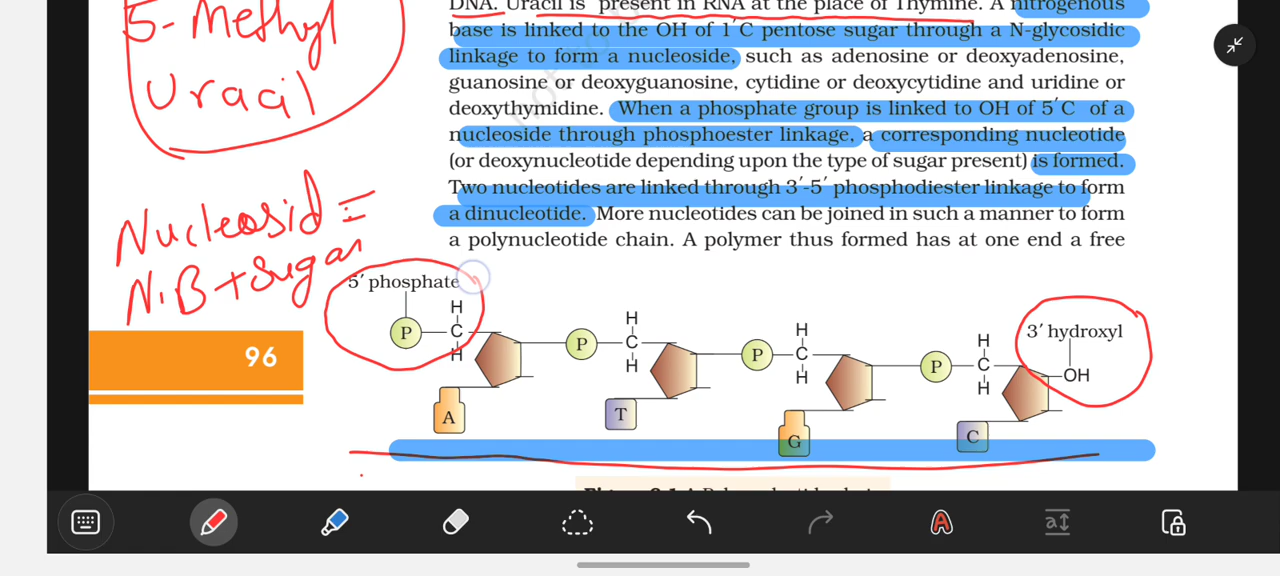 5-Methyl
Uracil
Nucleosid =
N.B + Sugar
DNA. Uracil is present in RNA at the place of Thymine. A nitrogenous
base is linked to the OH of 1′C pentose sugar through a N-glycosidic
linkage to form a nucleoside, such as adenosine or deoxyadenosine,
guanosine or deoxyguanosine, cytidine or deoxycytidine and uridine or
deoxythymidine. When a phosphate group is linked to OH of 5′C of a
nucleoside through phosphoester linkage, a corresponding nucleotide
(or deoxynucleotide depending upon the type of sugar present) is formed.
Two nucleotides are linked through 3′-5′ phosphodiester linkage to form
a dinucleotide. More nucleotides can be joined in such a manner to form
a polynucleotide chain. A polymer thus formed has at one end a free
5′ phosphate
3′ hydroxyl
H H H H
P C P C P C P C OH
H H H H
96
A T G C
A